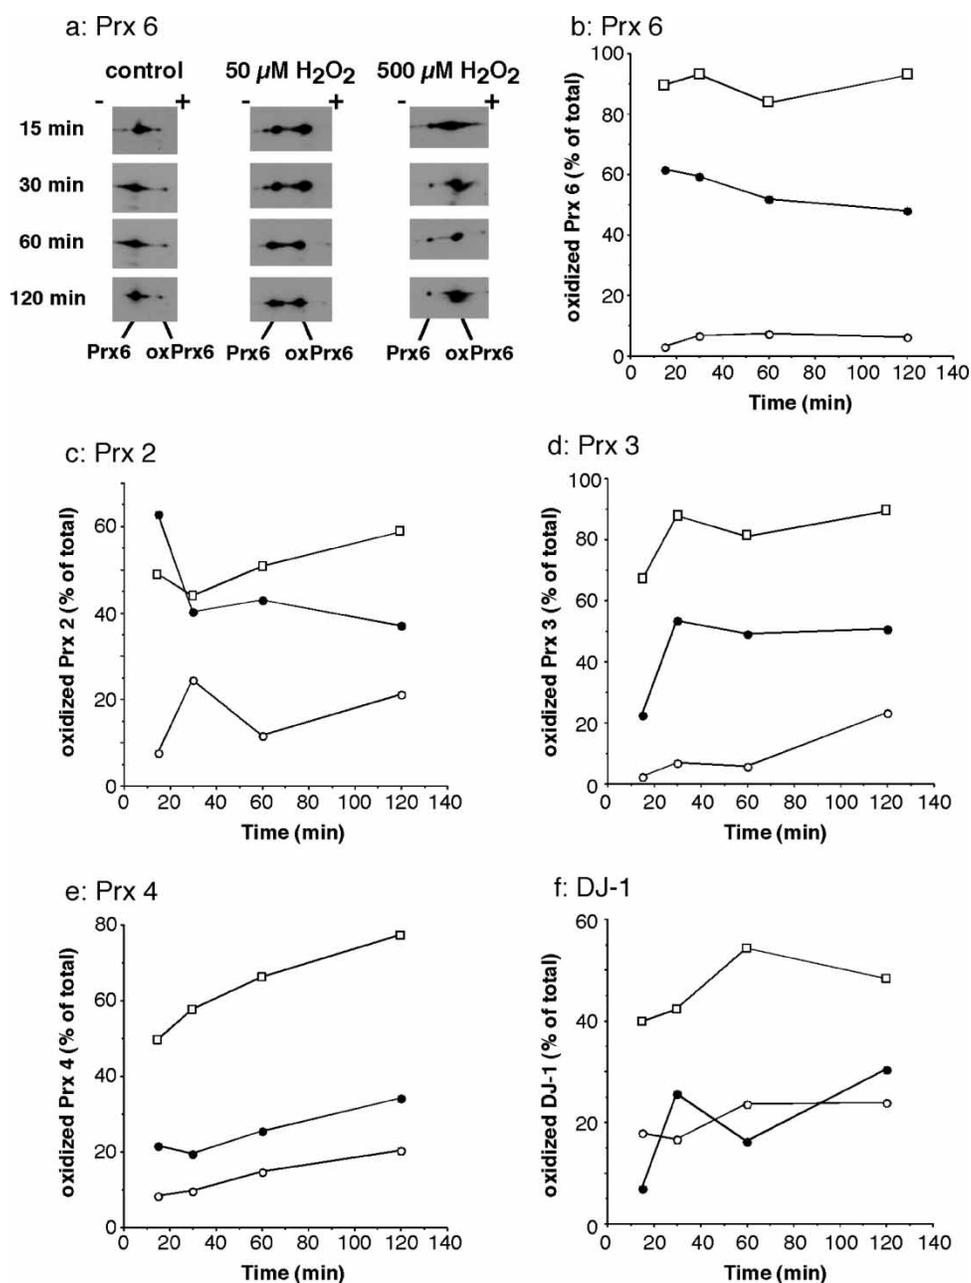 a: Prx 6
control 50 µM H2O2 500 µM H2O2
- + - + - +
15 min
30 min
60 min
120 min
Prx6 oxPrx6 Prx6 oxPrx6 Prx6 oxPrx6
b: Prx 6
oxidized Prx 6 (% of total)
100
80
60
40
20
0
0 20 40 60 80 100 120 140
Time (min)
c: Prx 2
oxidized Prx 2 (% of total)
60
40
20
0
0 20 40 60 80 100 120 140
Time (min)
d: Prx 3
oxidized Prx 3 (% of total)
100
80
60
40
20
0
0 20 40 60 80 100 120 140
Time (min)
e: Prx 4
oxidized Prx 4 (% of total)
80
60
40
20
0
0 20 40 60 80 100 120 140
Time (min)
f: DJ-1
oxidized DJ-1 (% of total)
60
40
20
0
0 20 40 60 80 100 120 140
Time (min)